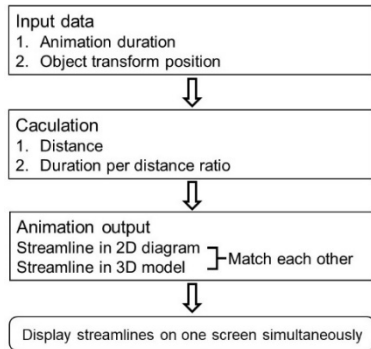 Input data
1. Animation duration
2. Object transform position
Caculation
1. Distance
2. Duration per distance ratio
Animation output
Streamline in 2D diagram
Streamline in 3D model
Match each other
Display streamlines on one screen simultaneously